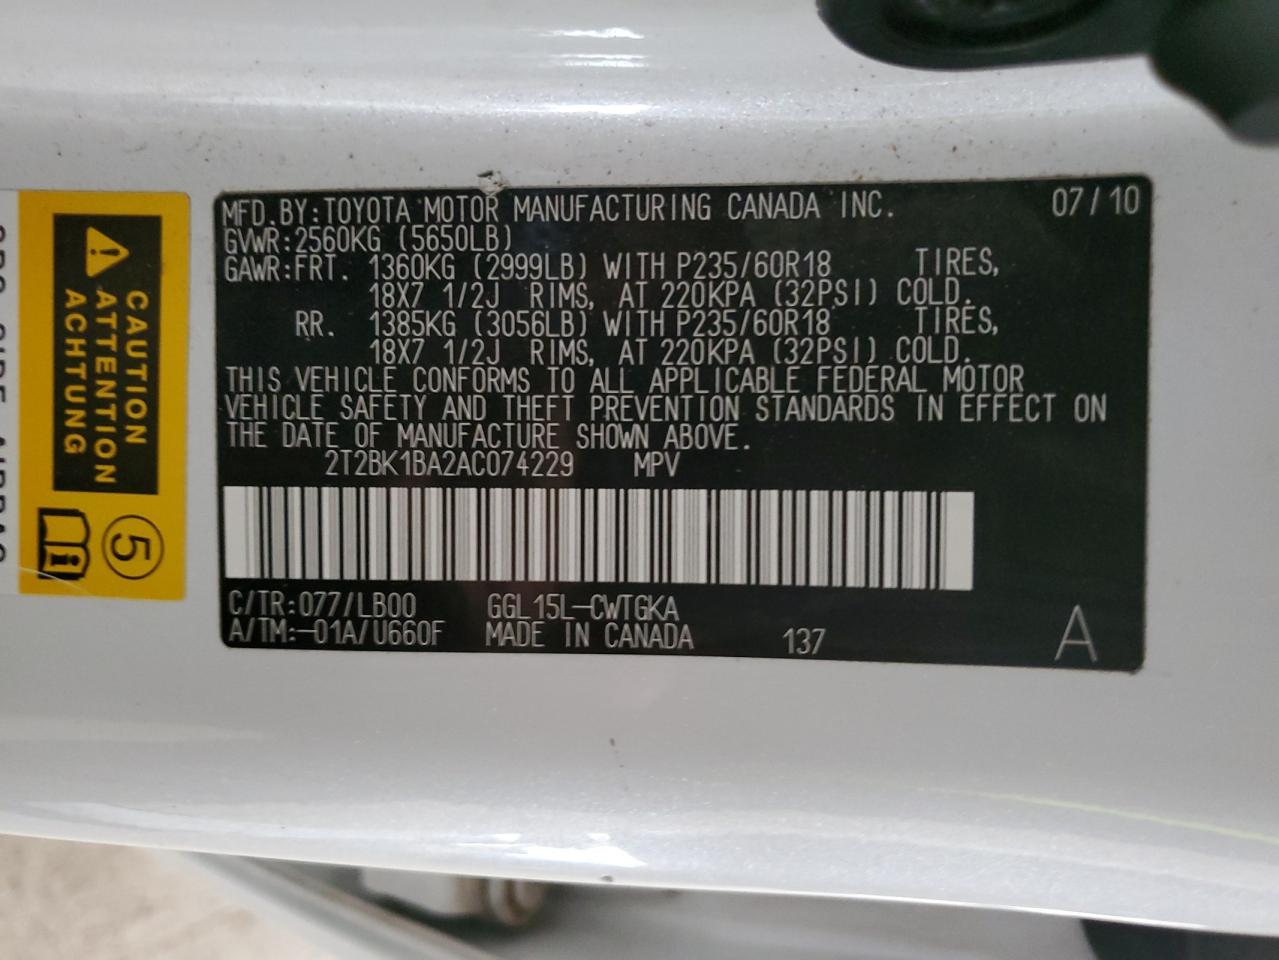 MFD.BY:TOYOTA MOTOR MANUFACTURING CANADA INC. 07/10
GVWR:2560KG (5650LB)
GAWR:FRT. 1360KG (2999LB) WITH P235/60R18 TIRES,
18X7 1/2J RIMS, AT 220KPA (32PSI) COLD.
RR. 1385KG (3056LB) WITH P235/60R18 TIRES,
18X7 1/2J RIMS, AT 220KPA (32PSI) COLD.
THIS VEHICLE CONFORMS TO ALL APPLICABLE FEDERAL MOTOR
VEHICLE SAFETY AND THEFT PREVENTION STANDARDS IN EFFECT ON
THE DATE OF MANUFACTURE SHOWN ABOVE.
2T2BK1BA2AC074229 MPV
C/TR:077/LB00 GGL15L-CWTGKA
A/TM:-01A/U660F MADE IN CANADA 137 A
CAUTION
ATTENTION
ACHTUNG
5
i